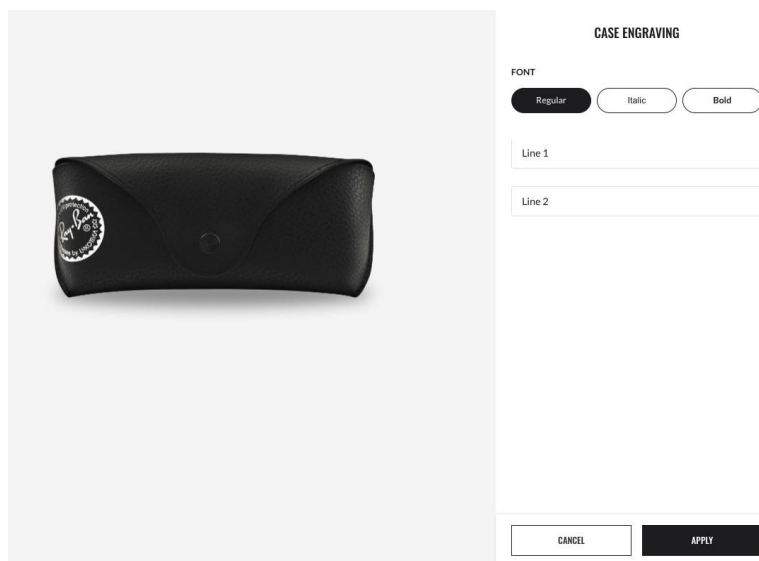 CASE ENGRAVING
FONT
Regular Italic Bold
Line 1
Line 2
Ray-Ban ®
CANCEL APPLY